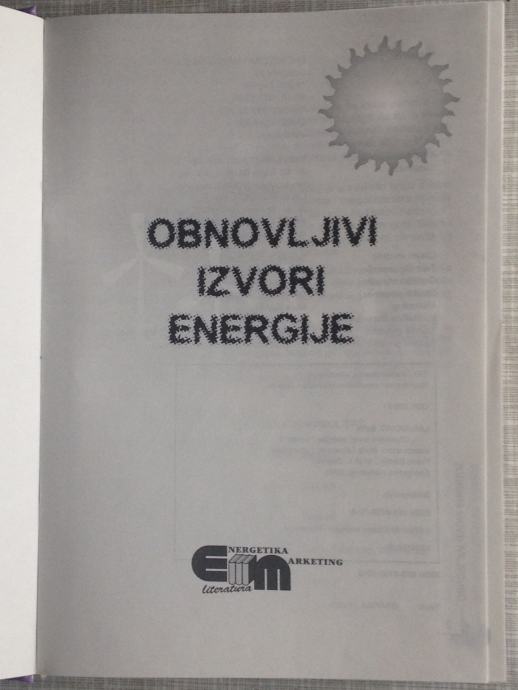 OBNOVLJIVI
IZVORI
ENERGIJE
ENERGETIKA
MARKETING
literatura